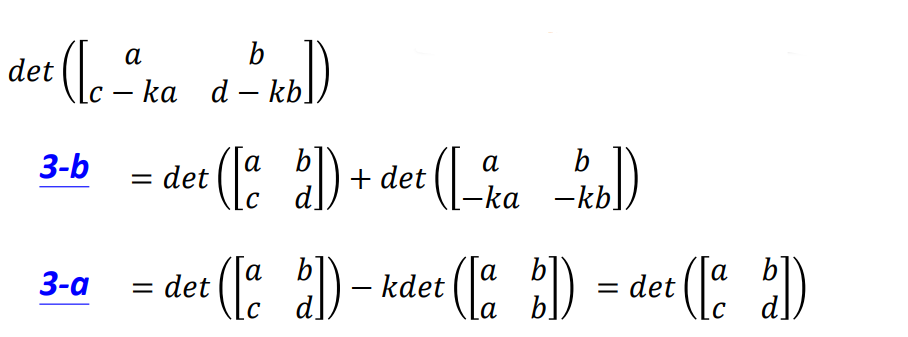 det([a b; c − ka d − kb])
3-b = det([a b; c d]) + det([a b; −ka −kb])
3-a = det([a b; c d]) − kdet([a b; a b]) = det([a b; c d])